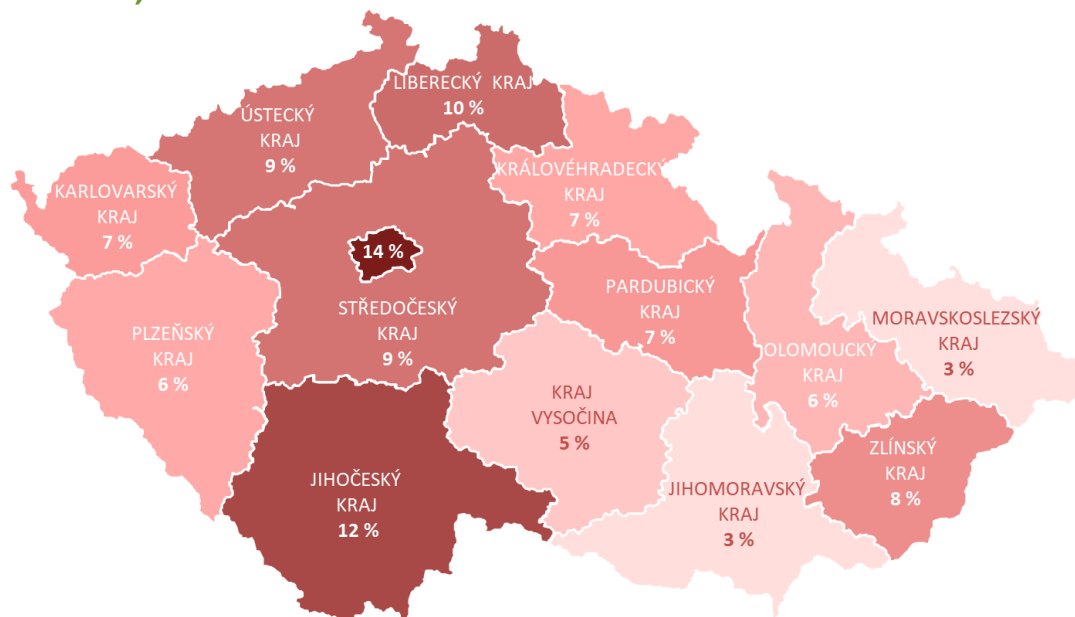 LIBERECKÝ KRAJ
10 %
ÚSTECKÝ
KRAJ
9 %
KRÁLOVÉHRADECKÝ
KRAJ
7 %
KARLOVARSKÝ
KRAJ
7 %
14 %
STŘEDOČESKÝ
KRAJ
9 %
PARDUBICKÝ
KRAJ
7 %
MORAVSKOSLEZSKÝ
KRAJ
3 %
PLZEŇSKÝ
KRAJ
6 %
OLOMOUCKÝ
KRAJ
6 %
KRAJ
VYSOČINA
5 %
ZLÍNSKÝ
KRAJ
8 %
JIHOČESKÝ
KRAJ
12 %
JIHOMORAVSKÝ
KRAJ
3 %